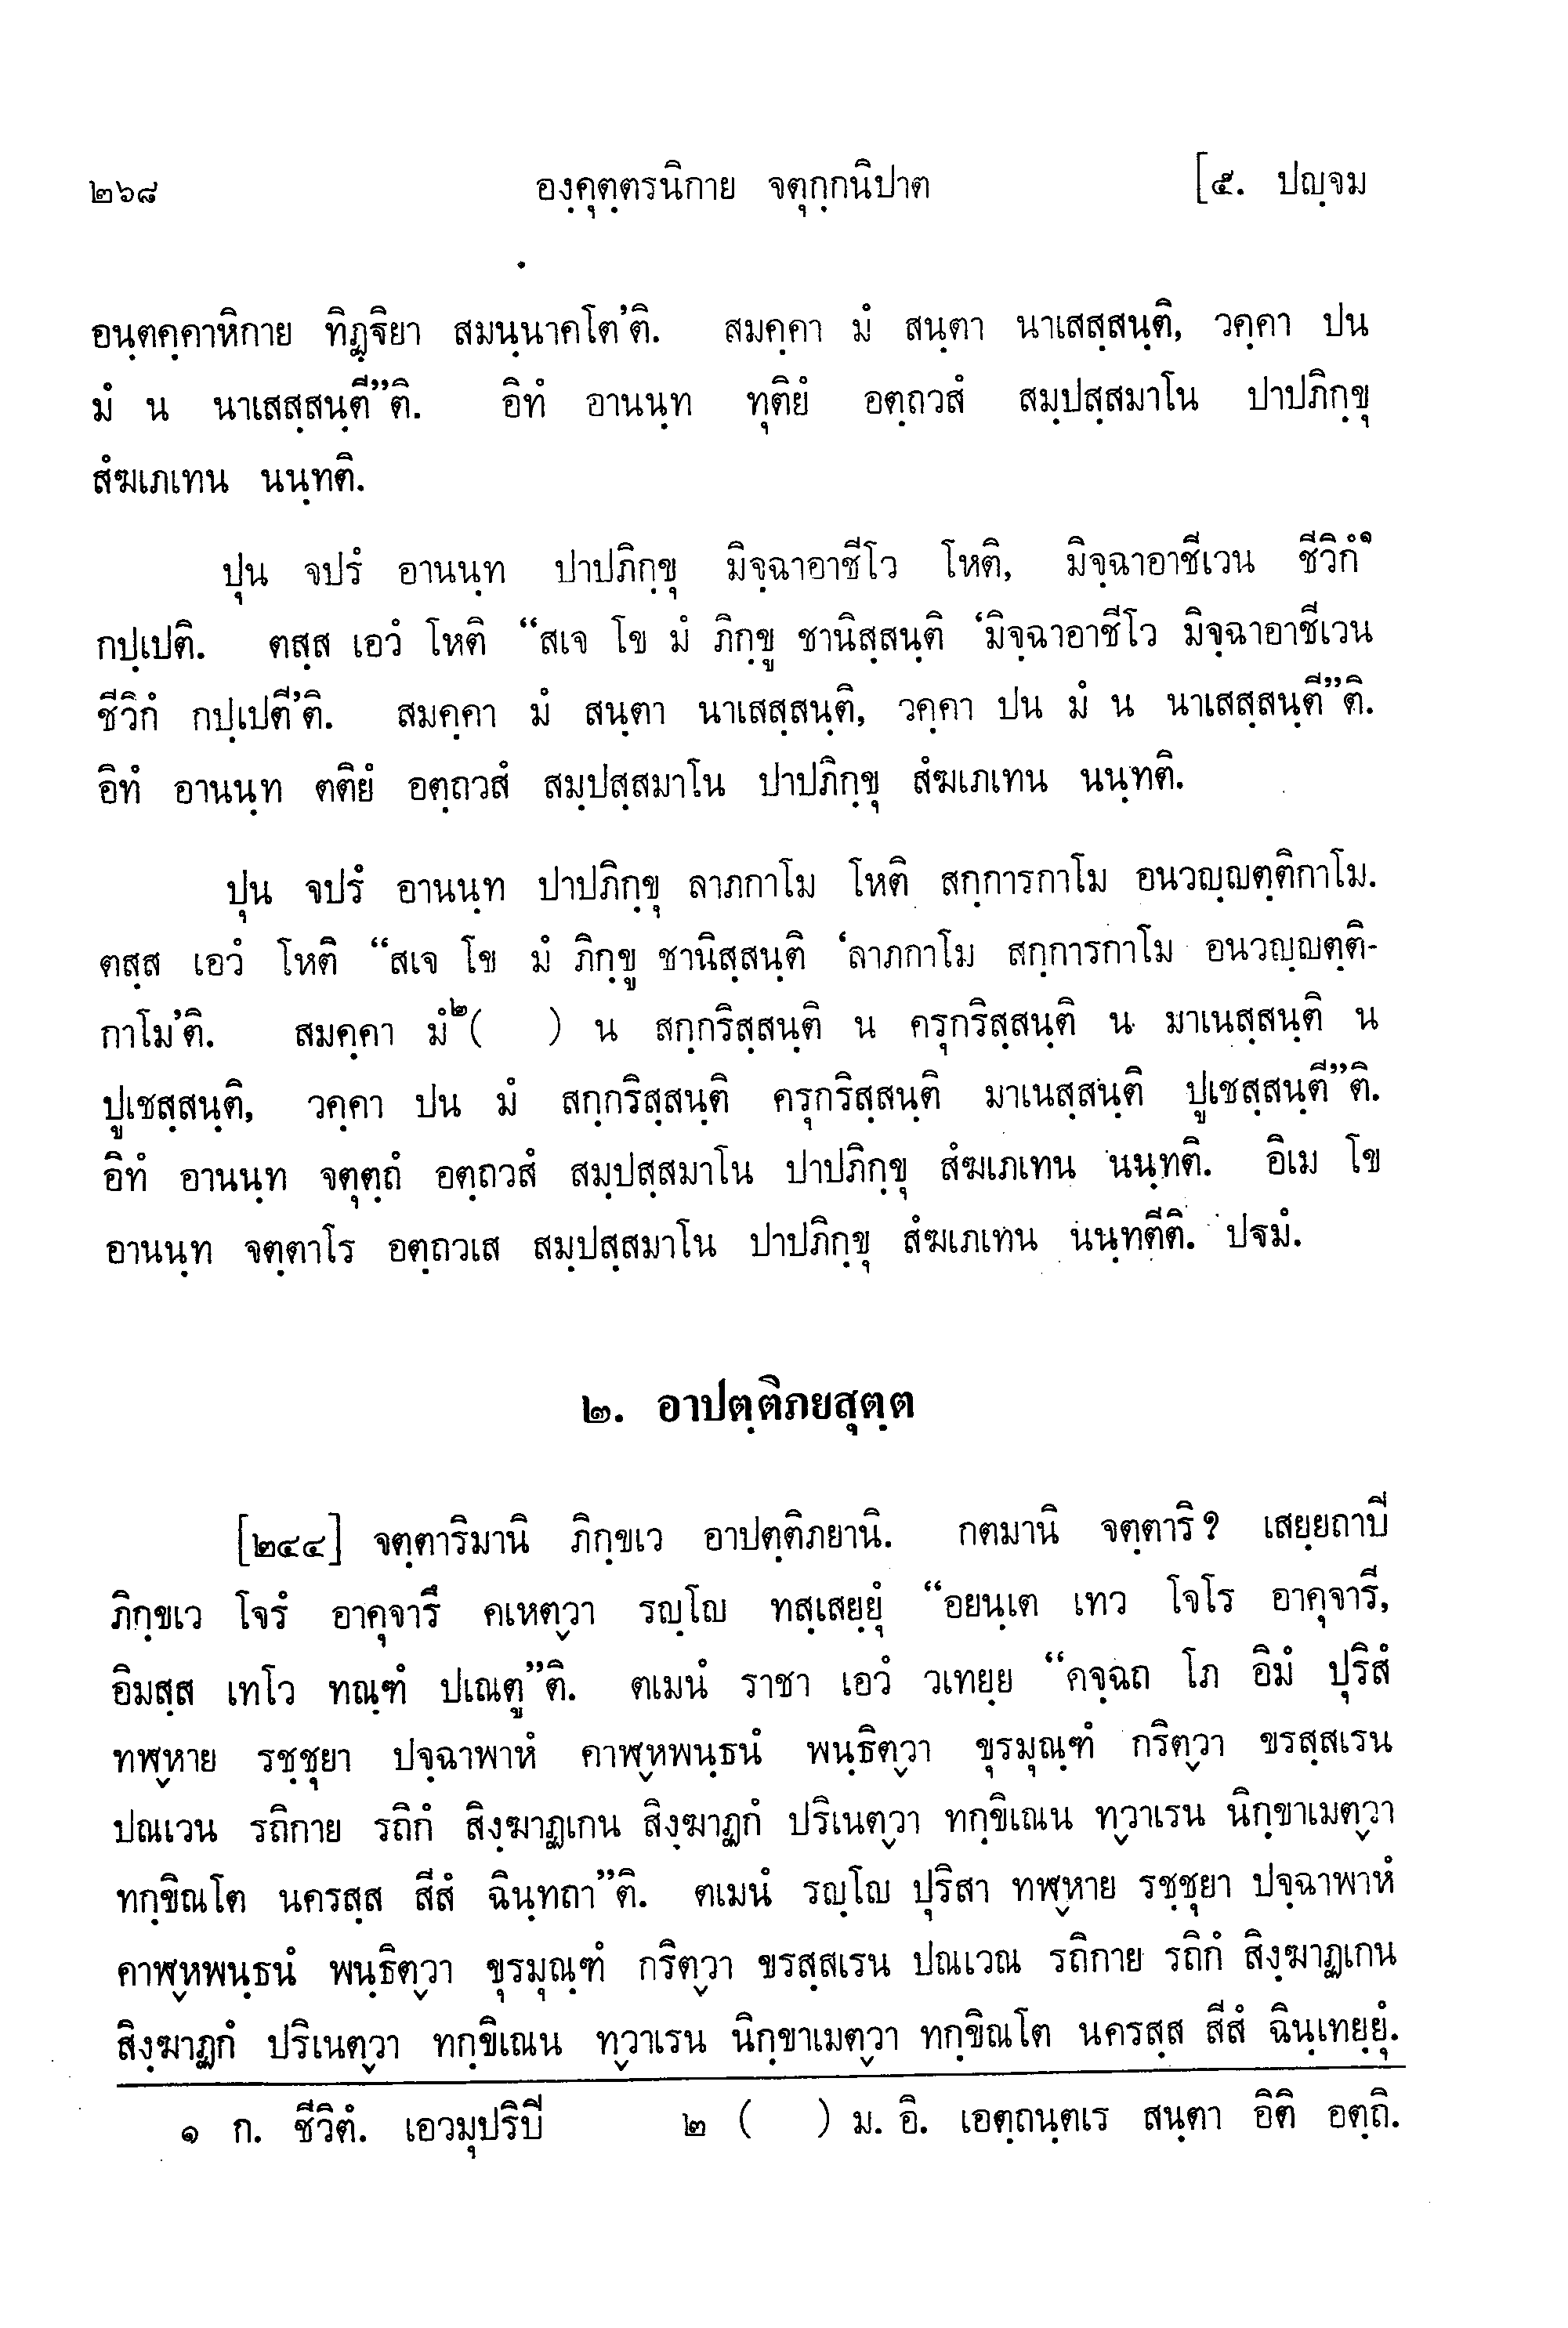 ๒๖๘ องฺคุตฺตรนิกาย จตุกฺกนิปาต [๕. ปญฺจม
อนฺตคฺคาหิกาย ทิฏฺฐิยา สมนฺนาคโต’ติ. สมคฺคา มํ สนฺตา นาเสสฺสนฺติ, วคฺคา ปน
มํ น นาเสสฺสนฺตี”ติ. อิทํ อานนฺท ทุติยํ อตฺถวสํ สมฺปสฺสมาโน ปาปภิกฺขุ
สํฆเภเทน นนฺทติ.
ปุน จปรํ อานนฺท ปาปภิกฺขุ มิจฺฉาอาชีโว โหติ, มิจฺฉาอาชีเวน ชีวิกํ๑
กปฺเปติ. ตสฺส เอวํ โหติ “สเจ โข มํ ภิกฺขู ชานิสฺสนฺติ ‘มิจฺฉาอาชีโว มิจฺฉาอาชีเวน
ชีวิกํ กปฺเปตี’ติ. สมคฺคา มํ สนฺตา นาเสสฺสนฺติ, วคฺคา ปน มํ น นาเสสฺสนฺตี”ติ.
อิทํ อานนฺท ตติยํ อตฺถวสํ สมฺปสฺสมาโน ปาปภิกฺขุ สํฆเภเทน นนฺทติ.
ปุน จปรํ อานนฺท ปาปภิกฺขุ ลาภกาโม โหติ สกฺการกาโม อนวญฺญตฺติกาโม.
ตสฺส เอวํ โหติ “สเจ โข มํ ภิกฺขู ชานิสฺสนฺติ ‘ลาภกาโม สกฺการกาโม อนวญฺญตฺติ-
กาโม’ติ. สมคฺคา มํ๒ ( ) น สกฺกริสฺสนฺติ น ครุกริสฺสนฺติ น มาเนสฺสนฺติ น
ปูเชสฺสนฺติ, วคฺคา ปน มํ สกฺกริสฺสนฺติ ครุกริสฺสนฺติ มาเนสฺสนฺติ ปูเชสฺสนฺตี”ติ.
อิทํ อานนฺท จตุตฺถํ อตฺถวสํ สมฺปสฺสมาโน ปาปภิกฺขุ สํฆเภเทน นนฺทติ. อิเม โข
อานนฺท จตฺตาโร อตฺถวเส สมฺปสฺสมาโน ปาปภิกฺขุ สํฆเภเทน นนฺทตีติ. ปฐมํ.
๒. อาปตฺติภยสุตฺต
[๒๔๔] จตฺตาริมานิ ภิกฺขเว อาปตฺติภยานิ. กตมานิ จตฺตาริ? เสยฺยถาปี
ภิกฺขเว โจรํ อาคุจารึ คเหตฺวา รญฺโญ ทสฺเสยฺยุํ “อยนฺเต เทว โจโร อาคุจารี,
อิมสฺส เทโว ทณฺฑํ ปเณตู”ติ. ตเมนํ ราชา เอวํ วเทยฺย “คจฺฉถ โภ อิมํ ปุริสํ
ทฬฺหาย รชฺชุยา ปจฺฉาพาหํ คาฬฺหพนฺธนํ พนฺธิตฺวา ขุรมุณฺฑํ กริตฺวา ขรสฺสเรน
ปณเวน รถิกาย รถิกํ สิงฺฆาฏเกน สิงฺฆาฏกํ ปริเนตฺวา ทกฺขิเณน ทฺวาเรน นิกฺขาเมตฺวา
ทกฺขิณโต นครสฺส สีสํ ฉินฺทถา”ติ. ตเมนํ รญฺโญ ปุริสา ทฬฺหาย รชฺชุยา ปจฺฉาพาหํ
คาฬฺหพนฺธนํ พนฺธิตฺวา ขุรมุณฺฑํ กริตฺวา ขรสฺสเรน ปณเวณ รถิกาย รถิกํ สิงฺฆาฏเกน
สิงฺฆาฏกํ ปริเนตฺวา ทกฺขิเณน ทฺวาเรน นิกฺขาเมตฺวา ทกฺขิณโต นครสฺส สีสํ ฉินฺเทยฺยุํ.
๑ ก. ชีวิตํ. เอวมุปริปี ๒ ( ) ม. อิ. เอตฺถนฺตเร สนฺตา อิติ อตฺถิ.